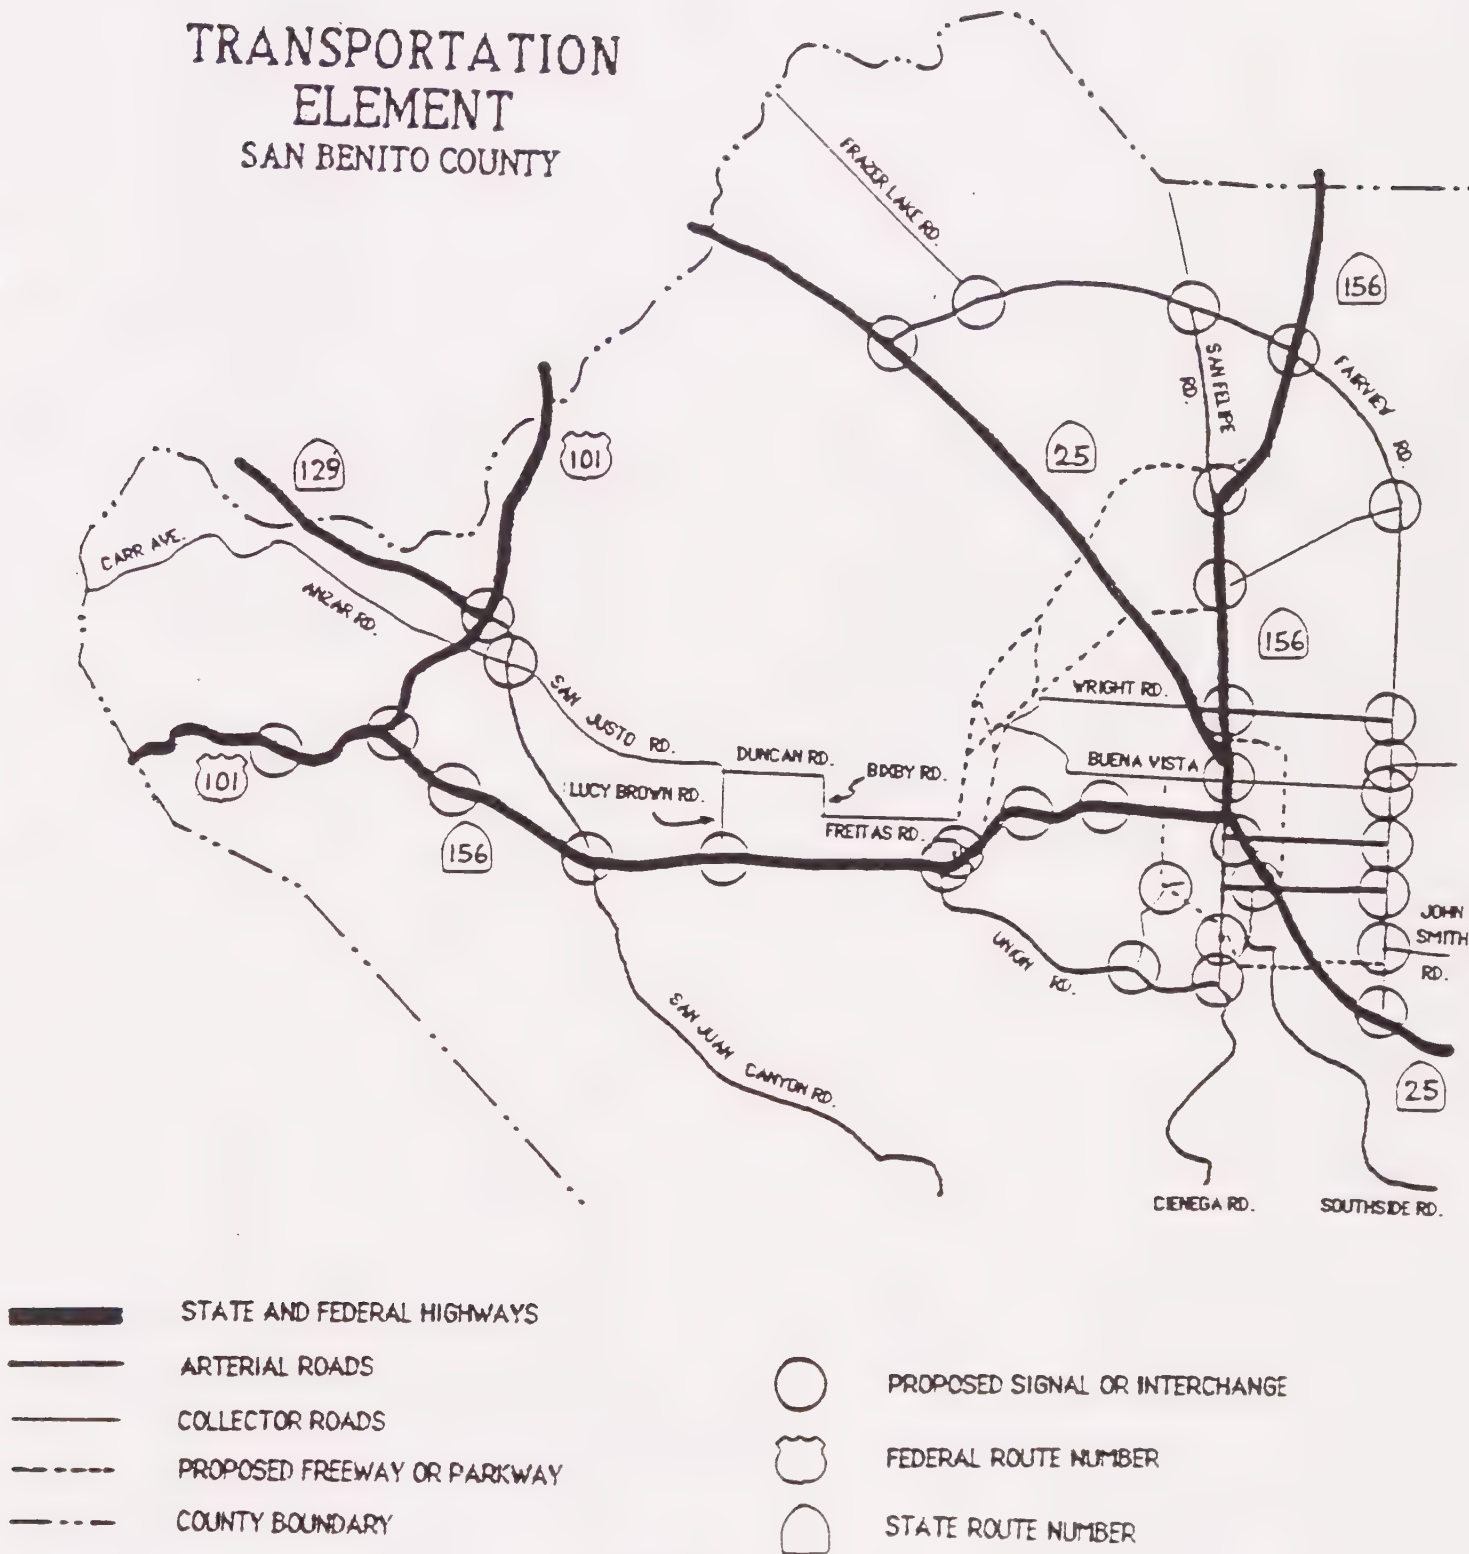 TRANSPORTATION
ELEMENT
SAN BENITO COUNTY
FRAZER LAKE RD.
156
SAN FELIPE
RD.
FAIRVIEW
RD.
25
101
129
CARR AVE.
ANZAR RD.
156
SAN JUSTO RD.
WRIGHT RD.
DUNCAN RD.
BIXBY RD.
BUENA VISTA
101
LUCY BROWN RD.
FREITAS RD.
156
JOHN
SMITH
RD.
UNION RD.
SAN JUAN CANYON RD.
25
CIENEGA RD.
SOUTHSIDE RD.
STATE AND FEDERAL HIGHWAYS
ARTERIAL ROADS
COLLECTOR ROADS
PROPOSED FREEWAY OR PARKWAY
COUNTY BOUNDARY
PROPOSED SIGNAL OR INTERCHANGE
FEDERAL ROUTE NUMBER
STATE ROUTE NUMBER